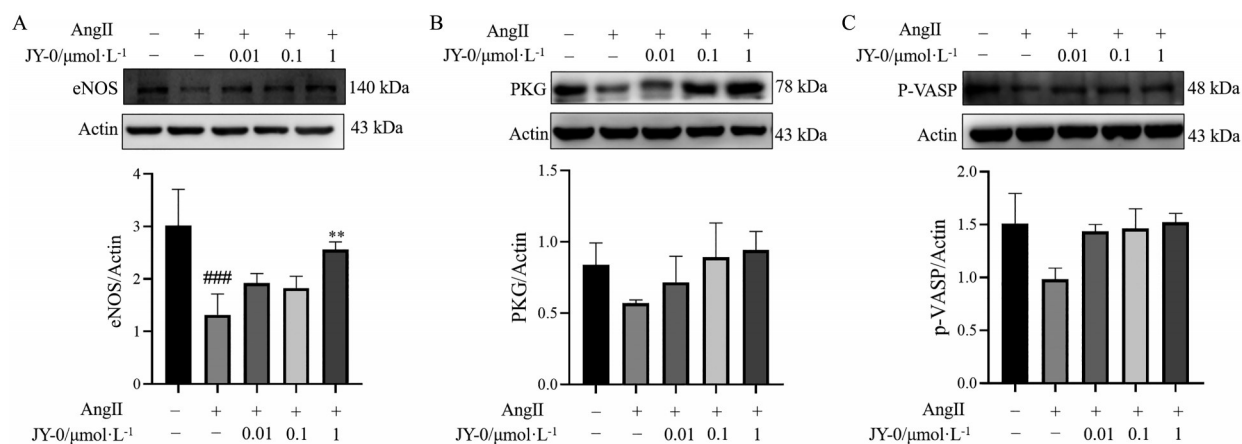 A
AngII – + + + +
JY-0/μmol·L⁻¹ – – 0.01 0.1 1
eNOS 140 kDa
Actin 43 kDa
eNOS/Actin
4
3
2
1
0
###
**
AngII – + + + +
JY-0/μmol·L⁻¹ – – 0.01 0.1 1
B
AngII – + + + +
JY-0/μmol·L⁻¹ – – 0.01 0.1 1
PKG 78 kDa
Actin 43 kDa
PKG/Actin
1.5
1.0
0.5
0.0
AngII – + + + +
JY-0/μmol·L⁻¹ – – 0.01 0.1 1
C
AngII – + + + +
JY-0/μmol·L⁻¹ – – 0.01 0.1 1
P-VASP 48 kDa
Actin 43 kDa
p-VASP/Actin
2.0
1.5
1.0
0.5
0.0
AngII – + + + +
JY-0/μmol·L⁻¹ – – 0.01 0.1 1